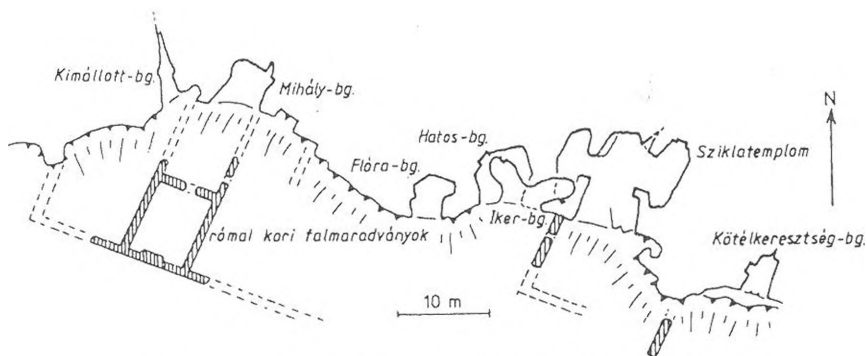 Kimállott-bg.
Mihály-bg.
Flóra-bg.
Hatos-bg.
Iker-bg.
Sziklatemplom
Kötélkeresztség-bg.
római kori falmaradványok
10 m
N